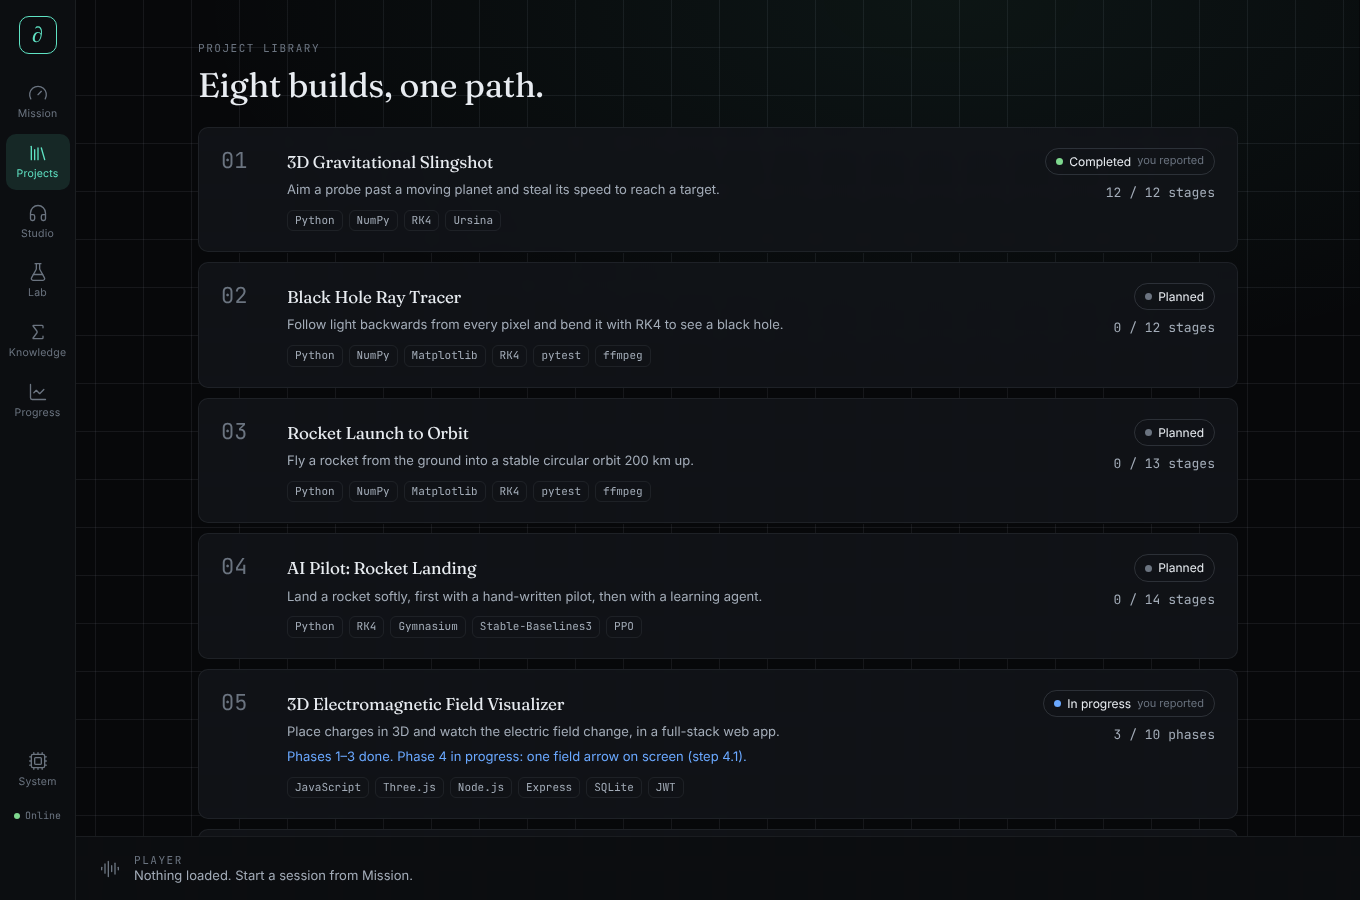 ∂
Mission
Projects
Studio
Lab
Knowledge
Progress
System
Online
PROJECT LIBRARY
Eight builds, one path.
01
3D Gravitational Slingshot
Completed you reported
Aim a probe past a moving planet and steal its speed to reach a target.
12 / 12 stages
Python NumPy RK4 Ursina
02
Black Hole Ray Tracer
Planned
Follow light backwards from every pixel and bend it with RK4 to see a black hole.
0 / 12 stages
Python NumPy Matplotlib RK4 pytest ffmpeg
03
Rocket Launch to Orbit
Planned
Fly a rocket from the ground into a stable circular orbit 200 km up.
0 / 13 stages
Python NumPy Matplotlib RK4 pytest ffmpeg
04
AI Pilot: Rocket Landing
Planned
Land a rocket softly, first with a hand-written pilot, then with a learning agent.
0 / 14 stages
Python RK4 Gymnasium Stable-Baselines3 PPO
05
3D Electromagnetic Field Visualizer
In progress you reported
Place charges in 3D and watch the electric field change, in a full-stack web app.
3 / 10 phases
Phases 1–3 done. Phase 4 in progress: one field arrow on screen (step 4.1).
JavaScript Three.js Node.js Express SQLite JWT
PLAYER
Nothing loaded. Start a session from Mission.